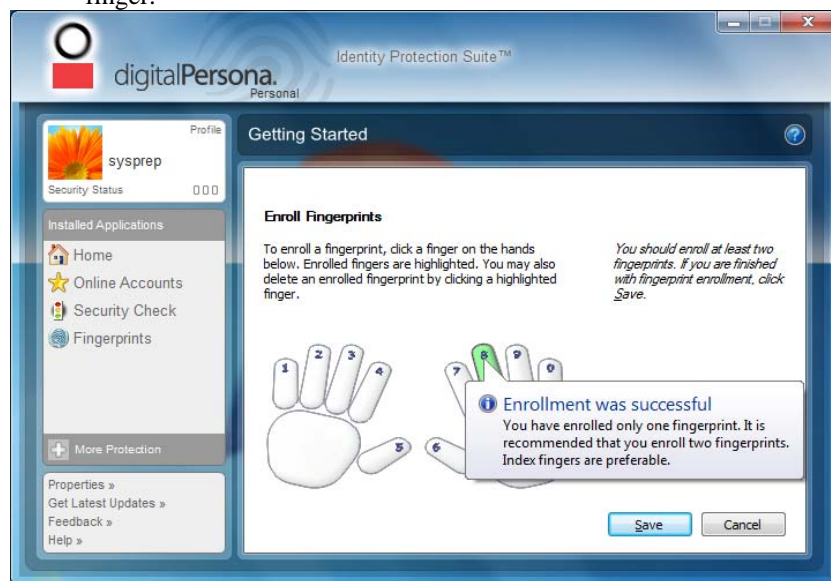 finger.
digitalPersona.
Personal
Identity Protection Suite™
Profile
sysprep
Security Status
Installed Applications
Home
Online Accounts
Security Check
Fingerprints
More Protection
Properties »
Get Latest Updates »
Feedback »
Help »
Getting Started
?
Enroll Fingerprints
To enroll a fingerprint, click a finger on the hands
below. Enrolled fingers are highlighted. You may also
delete an enrolled fingerprint by clicking a highlighted
finger.
You should enroll at least two
fingerprints. If you are finished
with fingerprint enrollment, click
Save.
1 2 3 4 5 6 7 8 9 0
Enrollment was successful
You have enrolled only one fingerprint. It is
recommended that you enroll two fingerprints.
Index fingers are preferable.
Save
Cancel